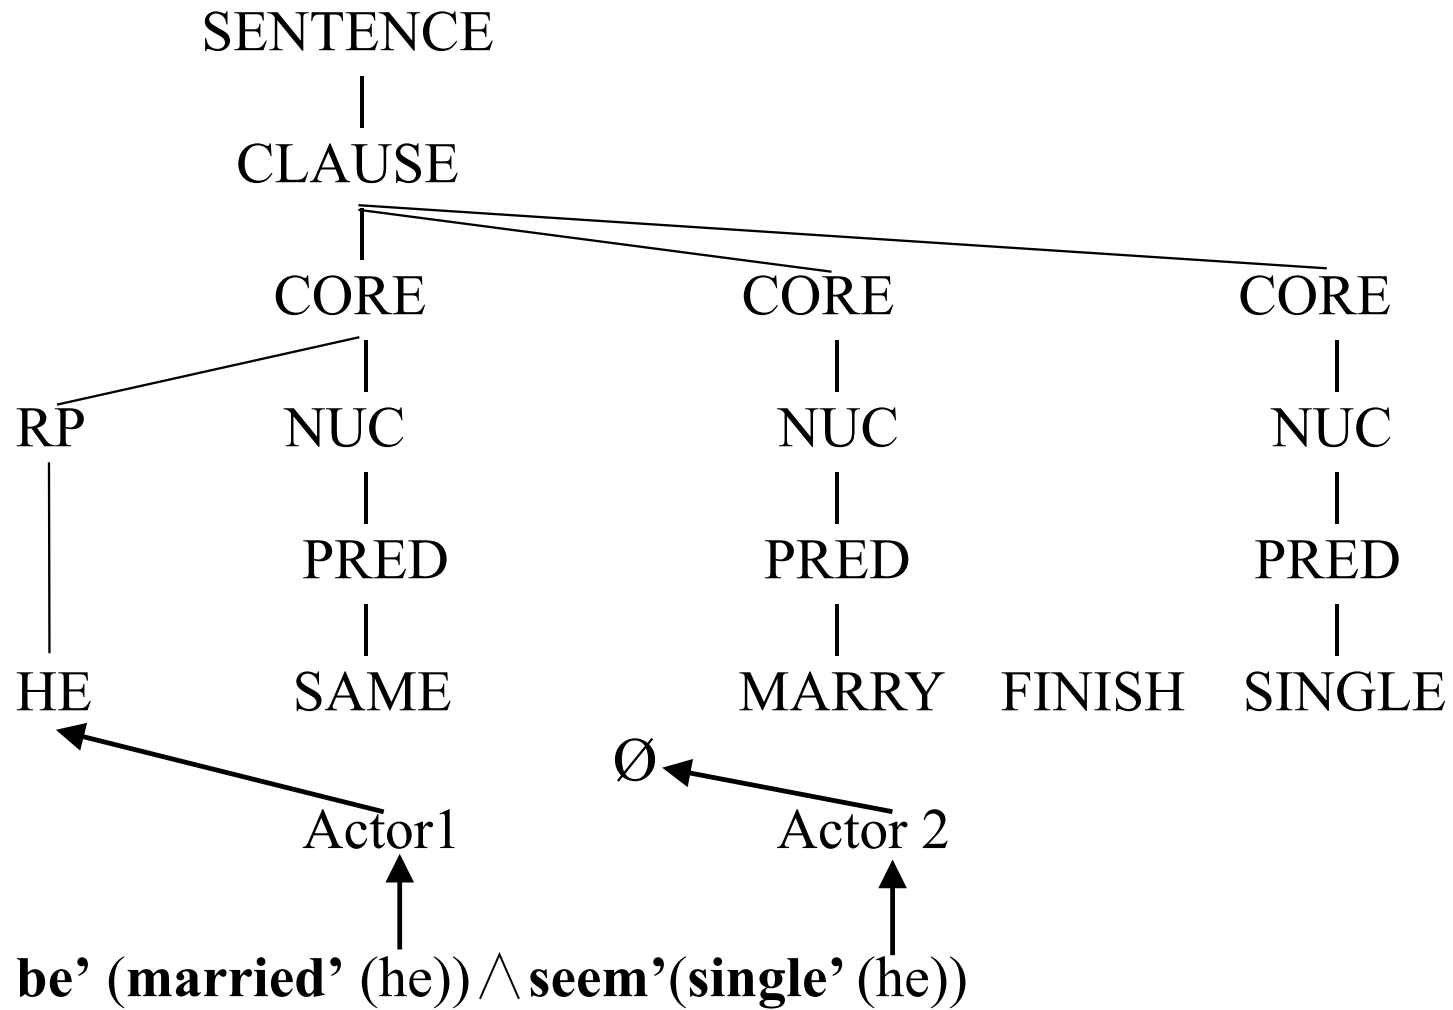 SENTENCE
CLAUSE
CORE CORE CORE
RP NUC NUC NUC
PRED PRED PRED
HE SAME MARRY FINISH SINGLE
Ø
Actor1 Actor 2
be’ (married’ (he))∧seem’(single’ (he))